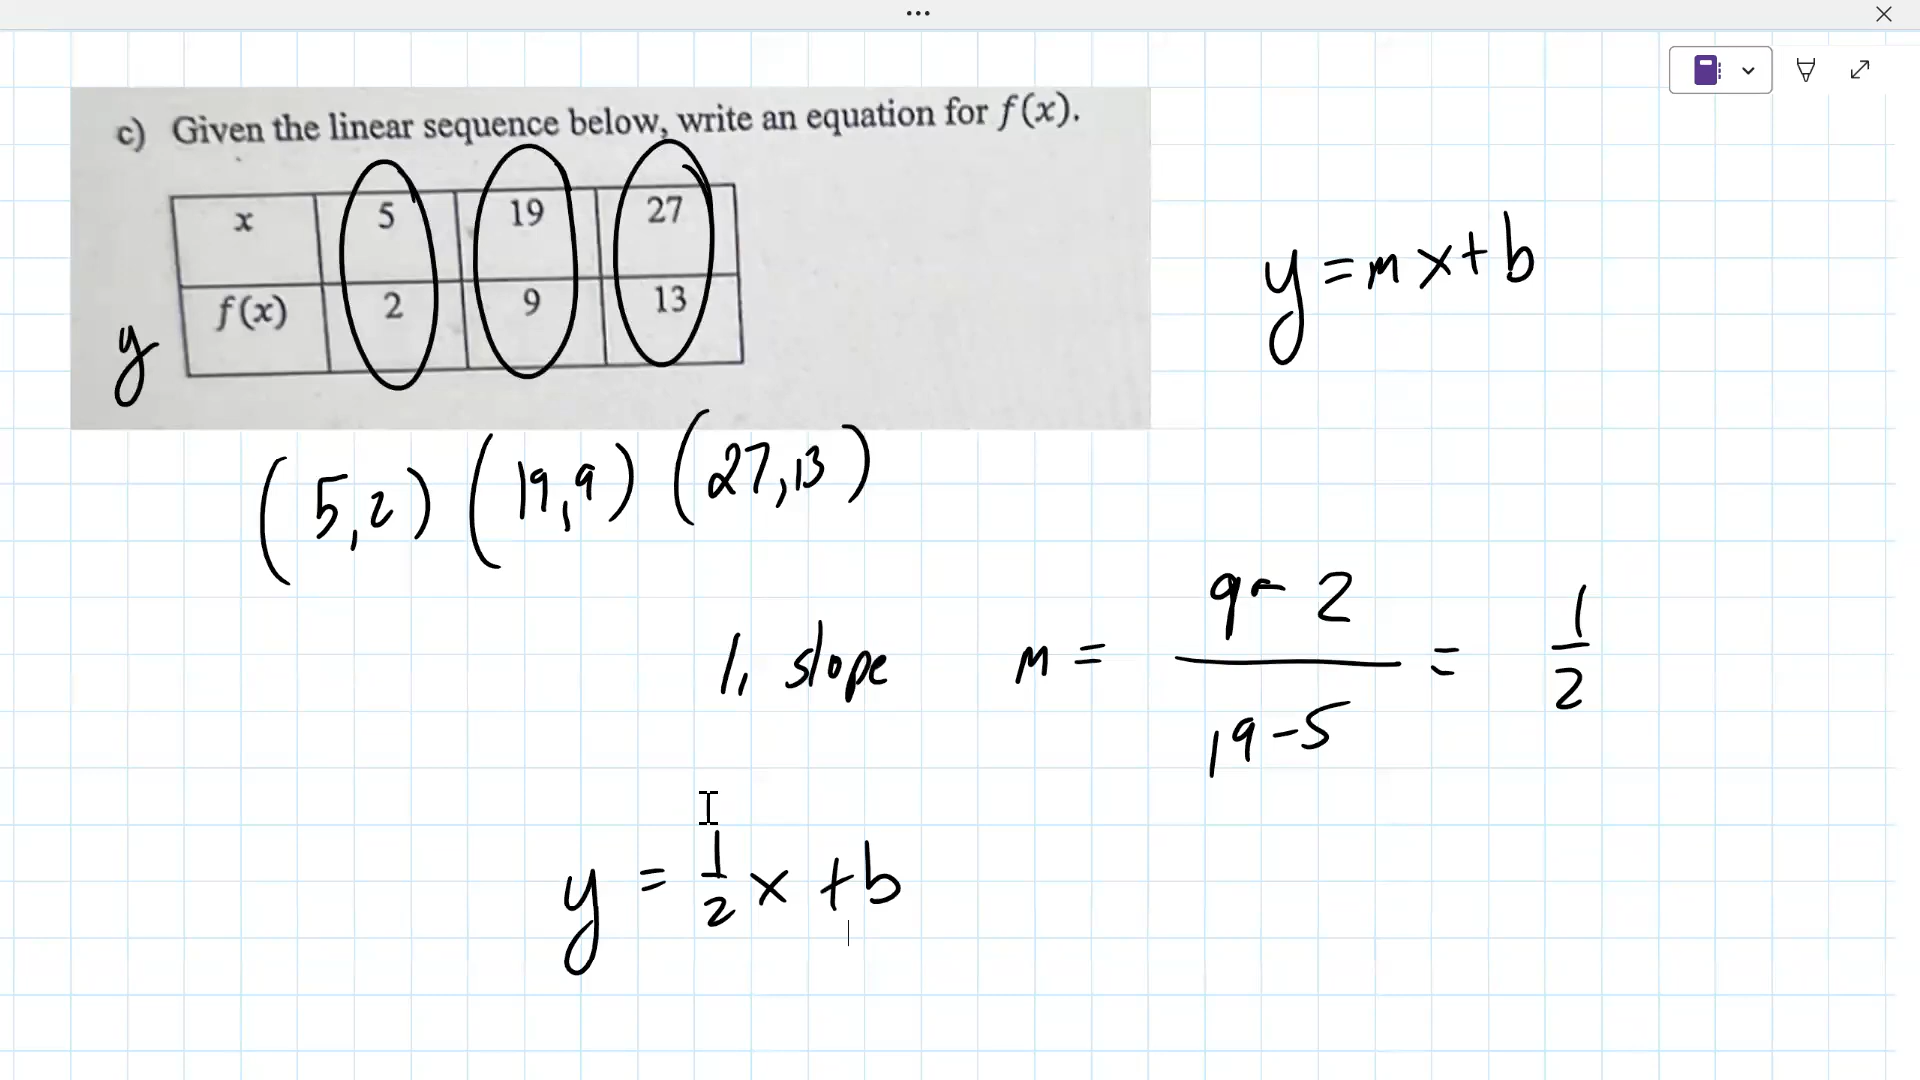 c) Given the linear sequence below, write an equation for f(x).
x 5 19 27
f(x) 2 9 13
y
y = mx + b
(5,2) (19,9) (27,13)
1, slope m = 9 - 2 / 19 - 5 = 1/2
y = 1/2 x + b